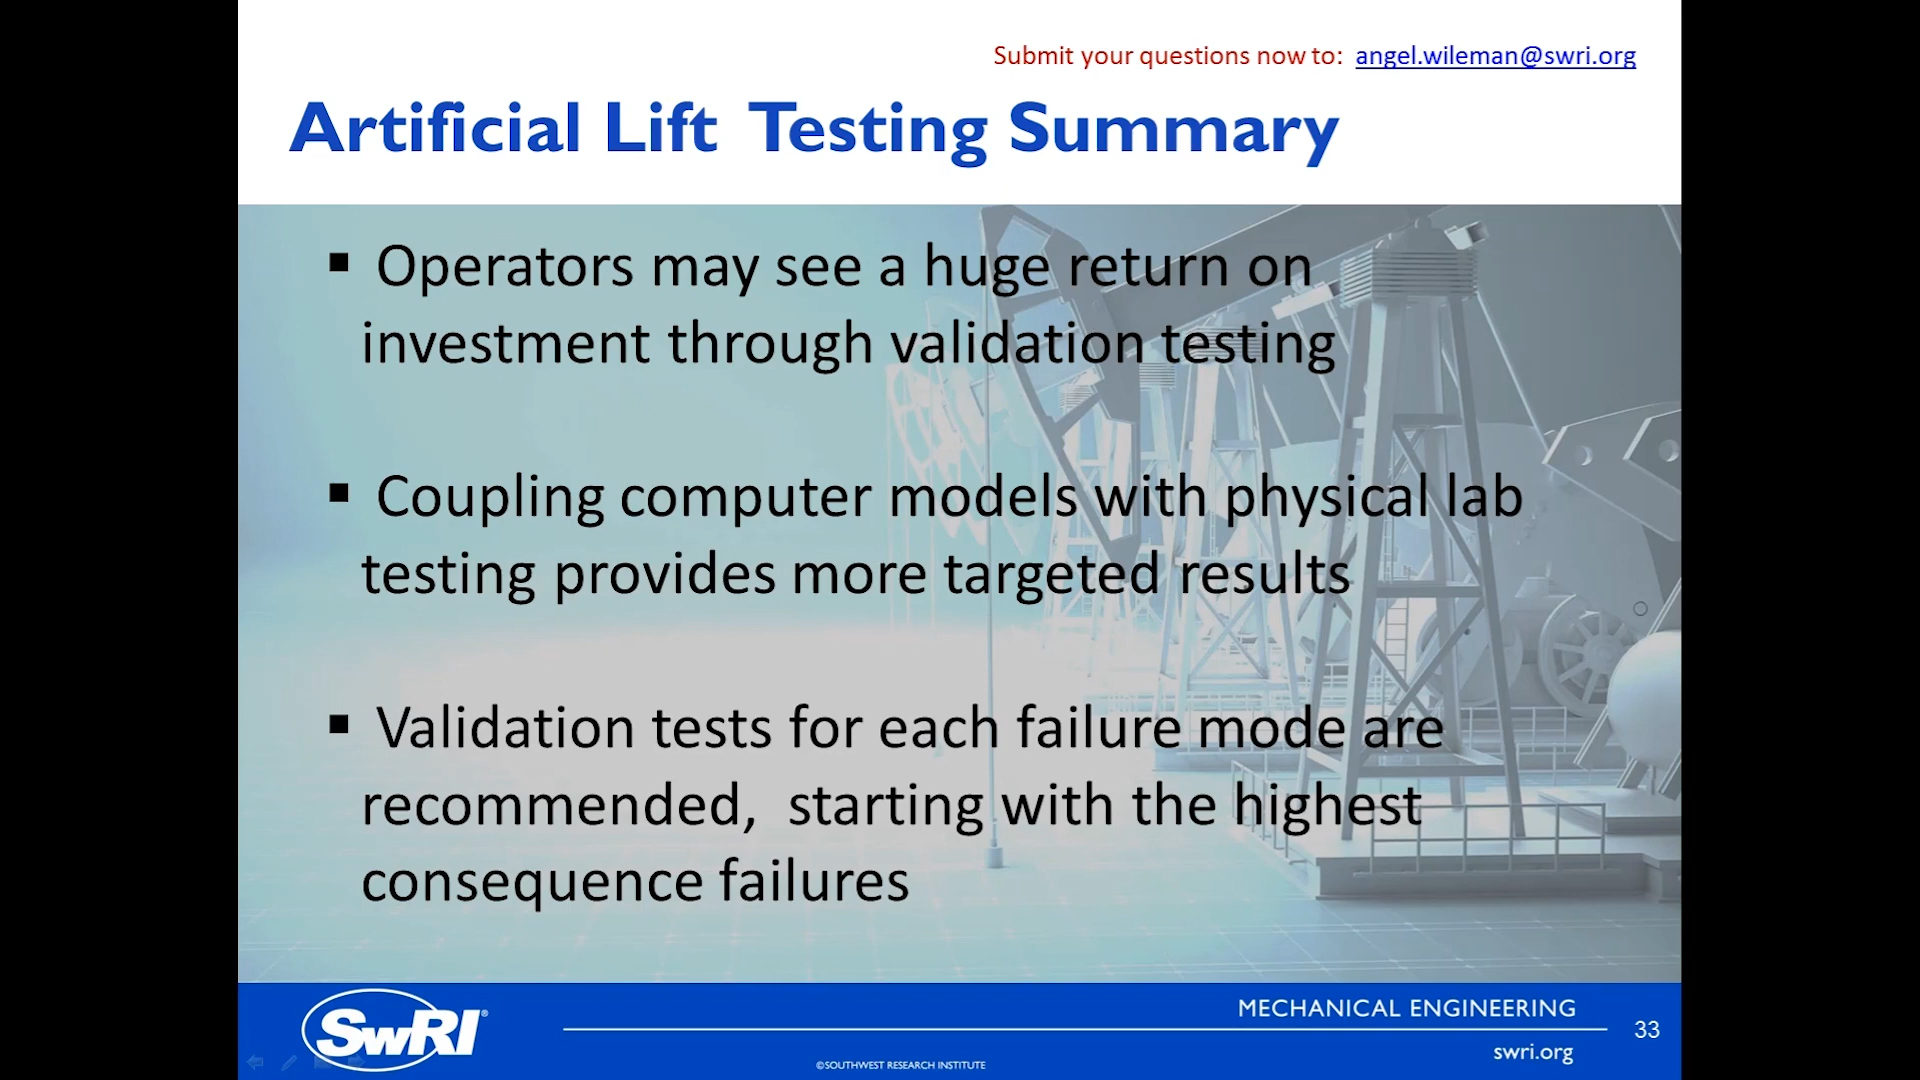 Submit your questions now to: angel.wileman@swri.org
Artificial Lift Testing Summary
▪ Operators may see a huge return on
investment through validation testing
▪ Coupling computer models with physical lab
testing provides more targeted results
▪ Validation tests for each failure mode are
recommended, starting with the highest
consequence failures
SwRI®
MECHANICAL ENGINEERING
33
swri.org
©SOUTHWEST RESEARCH INSTITUTE